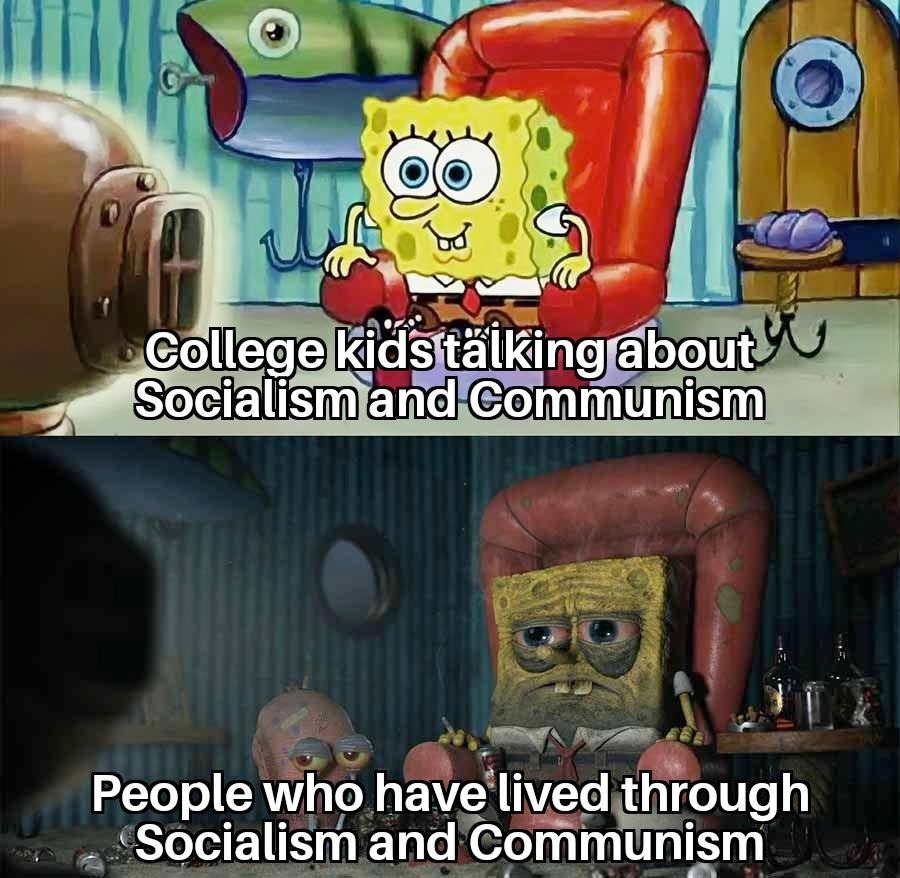 College kids talking about
Socialism and Communism
People who have lived through
Socialism and Communism